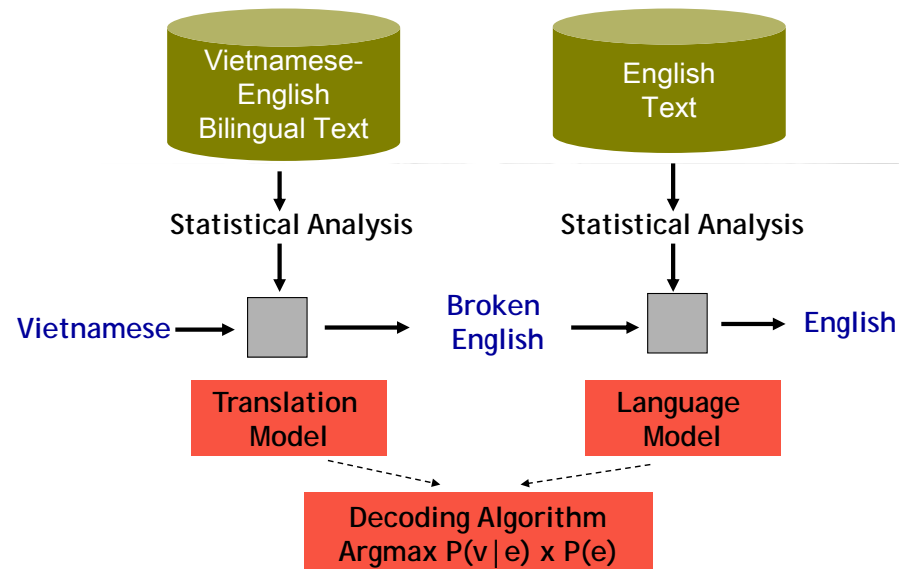 Vietnamese-
English
Bilingual Text
English
Text
Statistical Analysis
Statistical Analysis
Vietnamese
Broken
English
English
Translation
Model
Language
Model
Decoding Algorithm
Argmax P(v|e) x P(e)